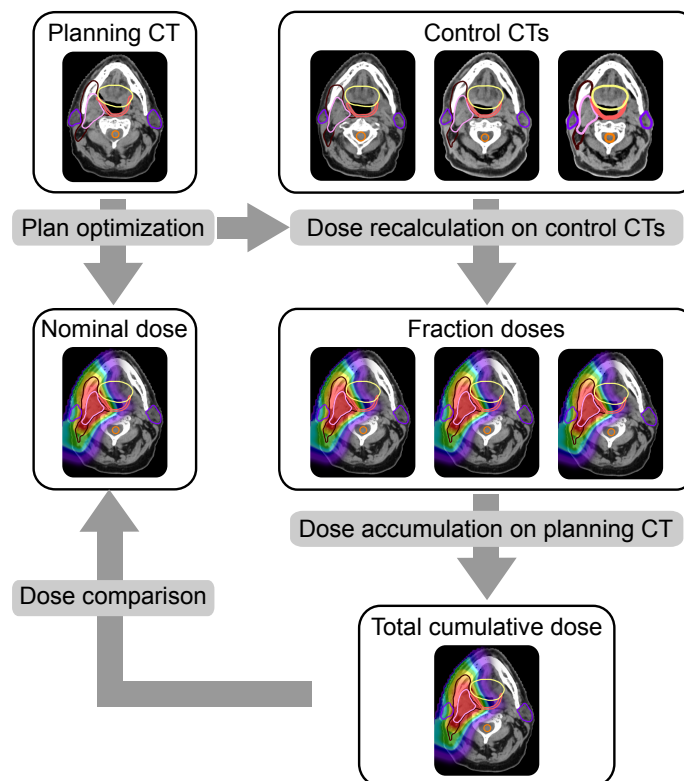 Planning CT
Control CTs
Plan optimization
Dose recalculation on control CTs
Nominal dose
Fraction doses
Dose accumulation on planning CT
Dose comparison
Total cumulative dose